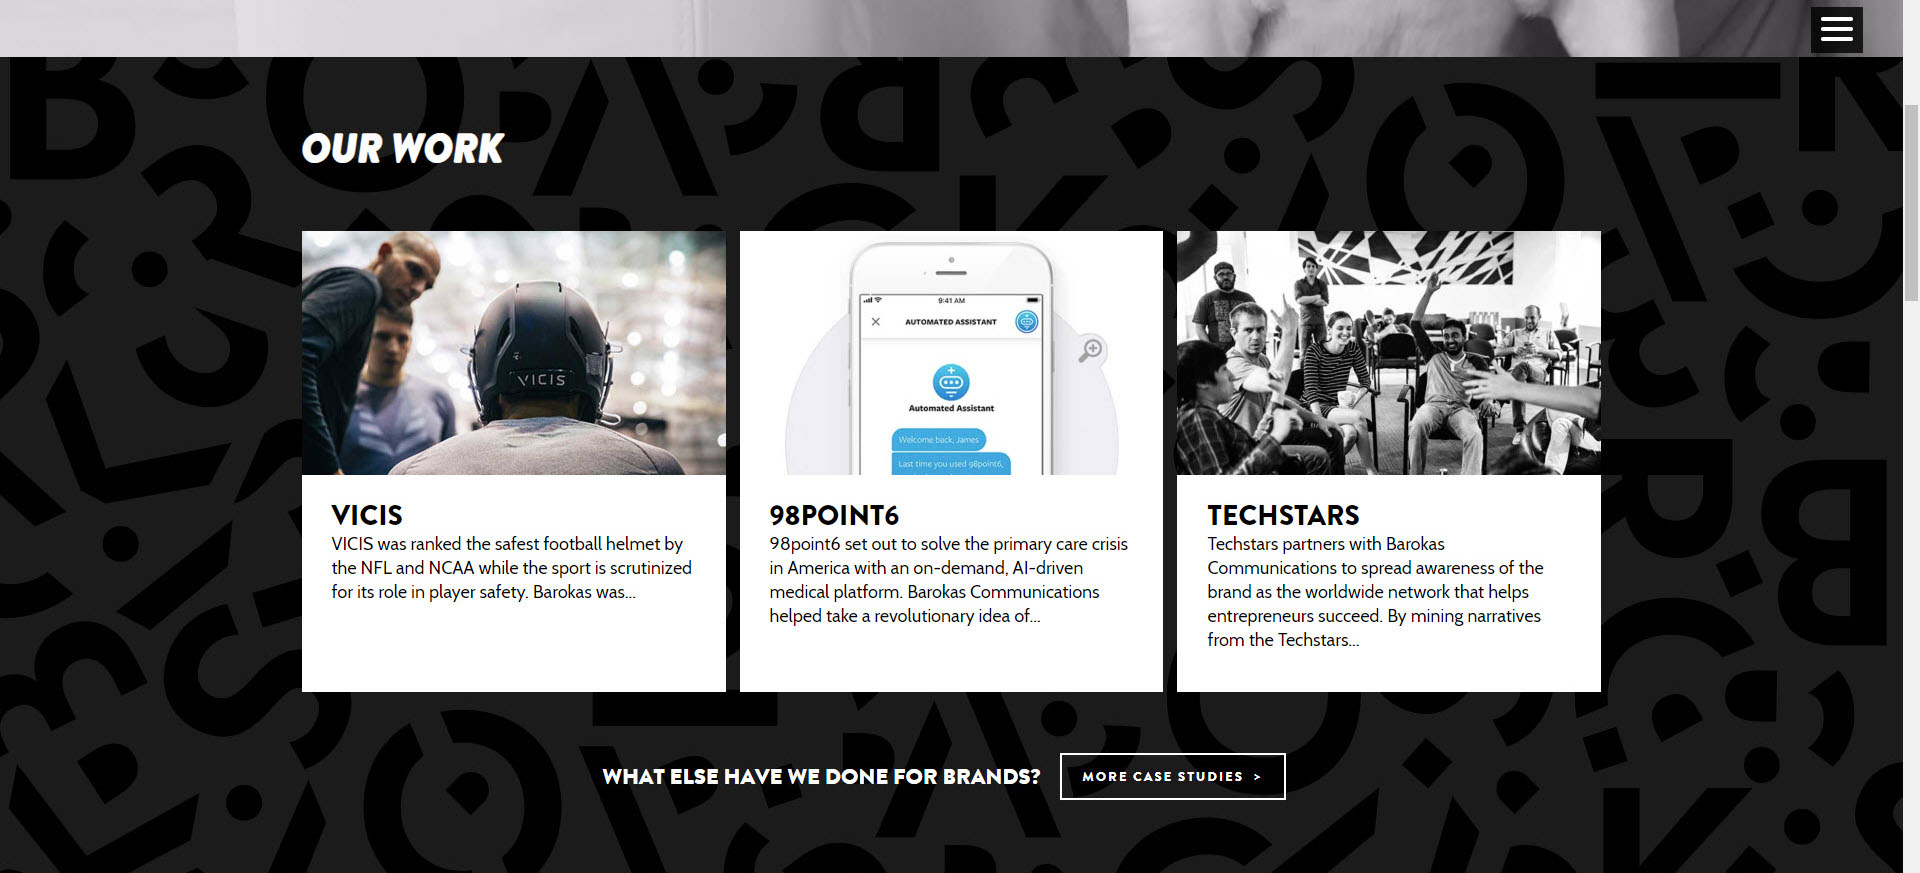 OUR WORK
VICIS
9:41 AM
AUTOMATED ASSISTANT
Automated Assistant
Welcome back, James
Last time you used 98point6,
VICIS
VICIS was ranked the safest football helmet by
the NFL and NCAA while the sport is scrutinized
for its role in player safety. Barokas was...
98POINT6
98point6 set out to solve the primary care crisis
in America with an on-demand, AI-driven
medical platform. Barokas Communications
helped take a revolutionary idea of...
TECHSTARS
Techstars partners with Barokas
Communications to spread awareness of the
brand as the worldwide network that helps
entrepreneurs succeed. By mining narratives
from the Techstars...
WHAT ELSE HAVE WE DONE FOR BRANDS?
MORE CASE STUDIES >